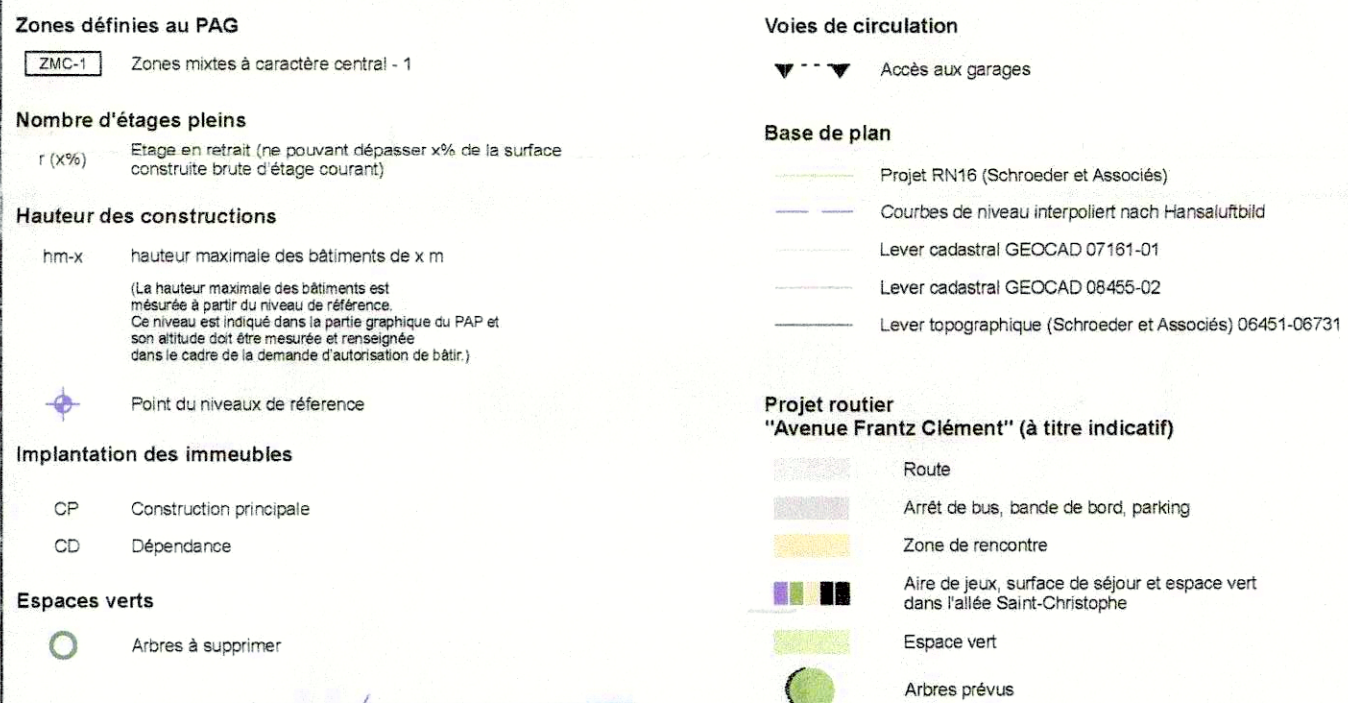 Zones définies au PAG
ZMC-1 Zones mixtes à caractère central - 1
Nombre d'étages pleins
r (x%) Etage en retrait (ne pouvant dépasser x% de la surface
construite brute d'étage courant)
Hauteur des constructions
hm-x hauteur maximale des bâtiments de x m
(La hauteur maximale des bâtiments est
mésurée à partir du niveau de référence.
Ce niveau est indiqué dans la partie graphique du PAP et
son altitude doit être mesurée et renseignée
dans le cadre de la demande d'autorisation de bâtir.)
Point du niveaux de réference
Implantation des immeubles
CP Construction principale
CD Dépendance
Espaces verts
Arbres à supprimer
Voies de circulation
Accès aux garages
Base de plan
Projet RN16 (Schroeder et Associés)
Courbes de niveau interpoliert nach Hansaluftbild
Lever cadastral GEOCAD 07161-01
Lever cadastral GEOCAD 08455-02
Lever topographique (Schroeder et Associés) 06451-06731
Projet routier
"Avenue Frantz Clément" (à titre indicatif)
Route
Arrêt de bus, bande de bord, parking
Zone de rencontre
Aire de jeux, surface de séjour et espace vert
dans l'allée Saint-Christophe
Espace vert
Arbres prévus